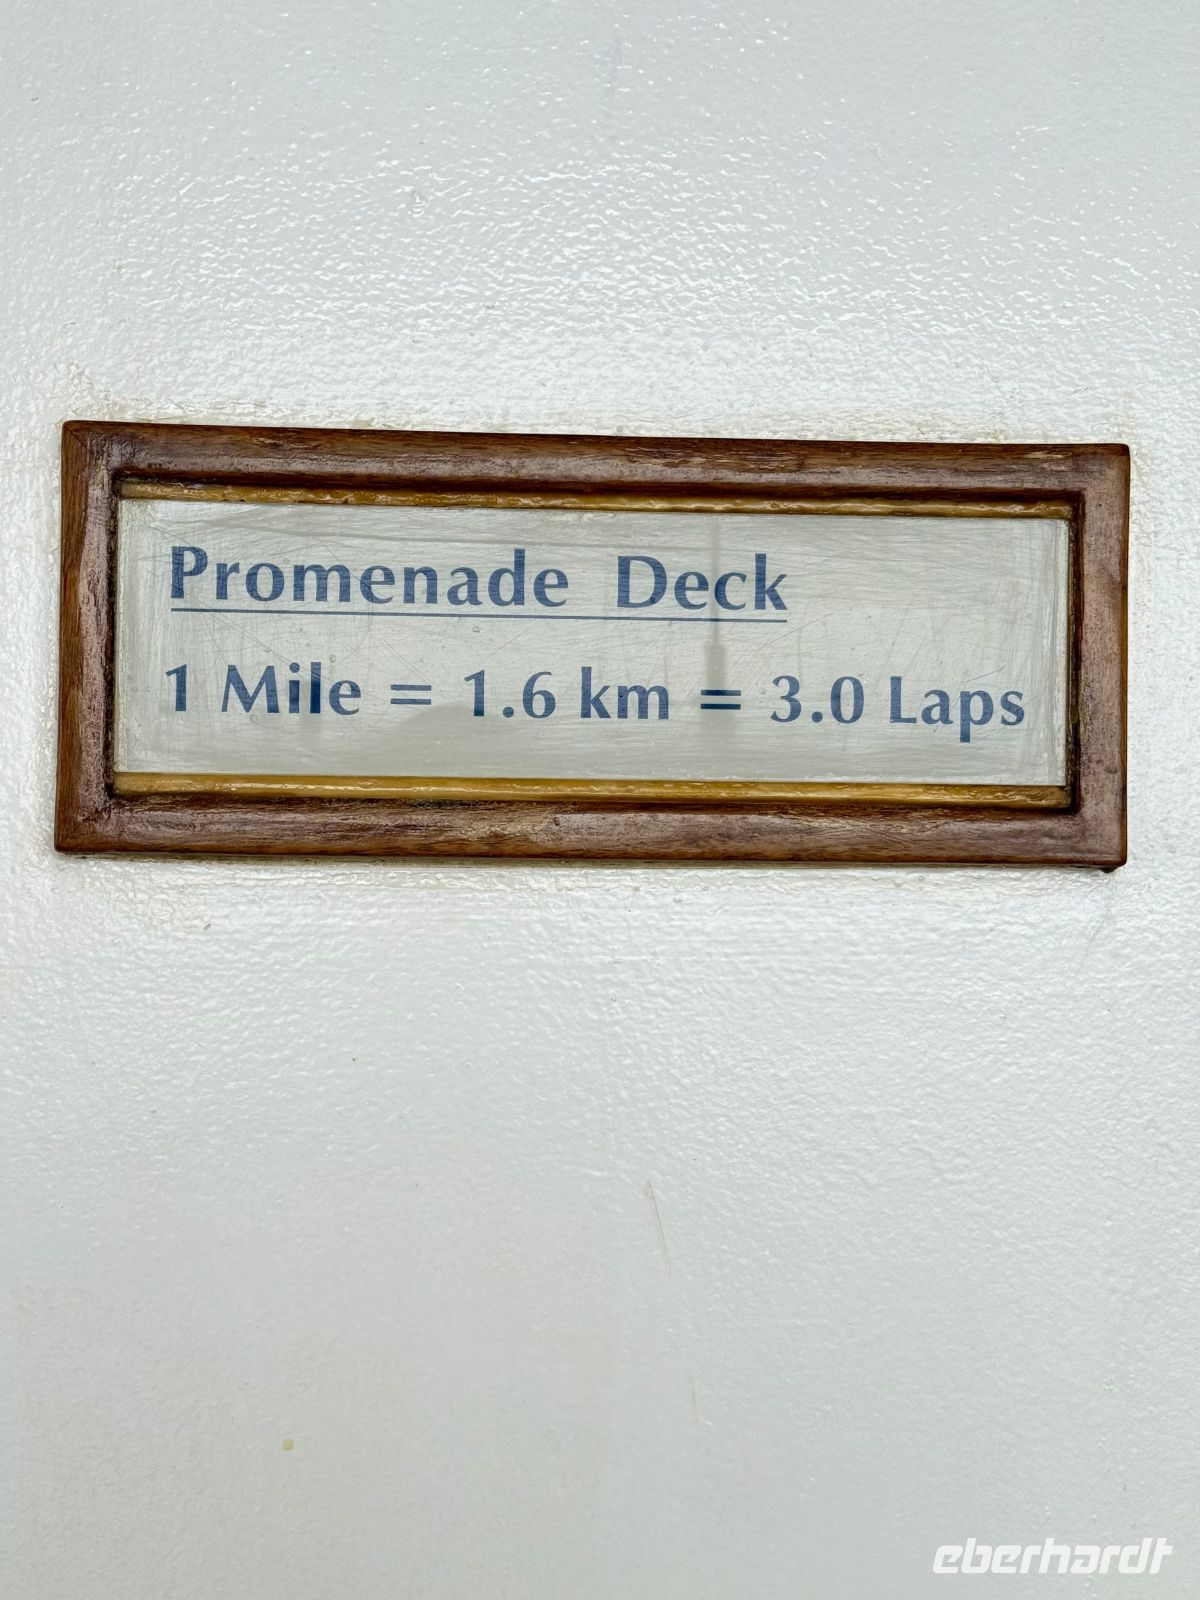 Promenade Deck
1 Mile = 1.6 km = 3.0 Laps
eberhardt